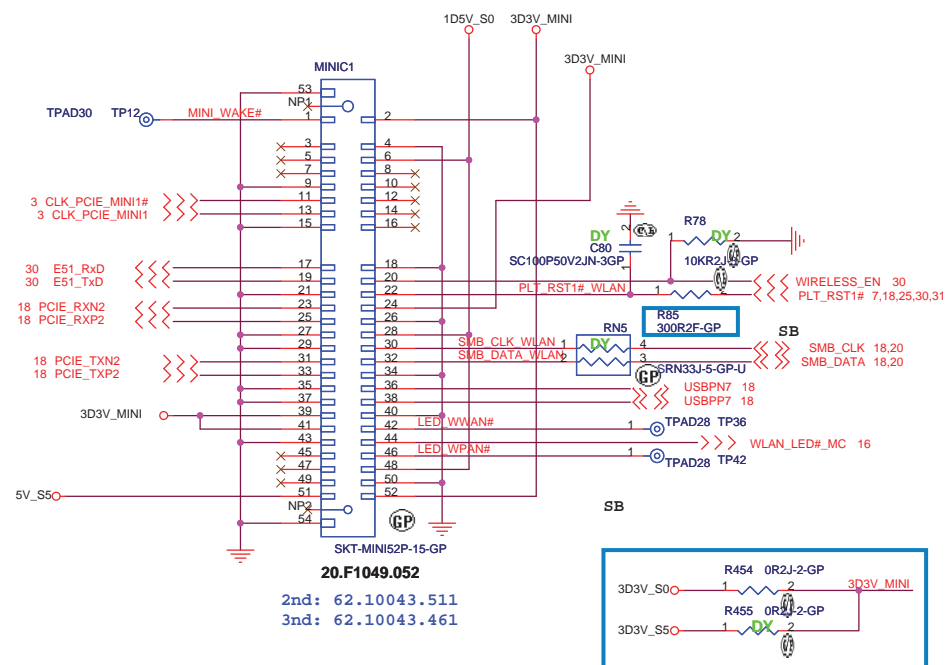 1D5V_S0
3D3V_MINI
3D3V_MINI
MINIC1
53
NP1
TPAD30 TP12
MINI_WAKE#
1
2
3
4
5
6
7
8
9
10
3 CLK_PCIE_MINI1#
11
12
3 CLK_PCIE_MINI1
13
14
15
16
30 E51_RxD
17
18
30 E51_TxD
19
20
21
22
18 PCIE_RXN2
23
24
18 PCIE_RXP2
25
26
27
28
29
30
18 PCIE_TXN2
31
32
18 PCIE_TXP2
33
34
35
36
37
38
3D3V_MINI
39
40
41
42
43
44
45
46
47
48
49
50
5V_S5
51
52
NP2
54
GP
SKT-MINI52P-15-GP
20.F1049.052
2nd: 62.10043.511
3nd: 62.10043.461
2
DY
C80
SC100P50V2JN-3GP
1
R78
1
DY
2
10KR2J-3-GP
WIRELESS_EN 30
PLT_RST1#_WLAN
1
2
PLT_RST1# 7,18,25,30,31
R85
300R2F-GP
SB
RN5
SMB_CLK_WLAN
1
DY
4
SMB_CLK 18,20
SMB_DATA_WLAN
2
3
SMB_DATA 18,20
SRN33J-5-GP-U
GP
USBPN7 18
USBPP7 18
LED_WWAN#
1
TPAD28 TP36
WLAN_LED#_MC 16
LED_WPAN#
1
TPAD28 TP42
SB
R454 0R2J-2-GP
3D3V_S0
1
2
3D3V_MINI
R455 0R2J-2-GP
3D3V_S5
1
DY
2